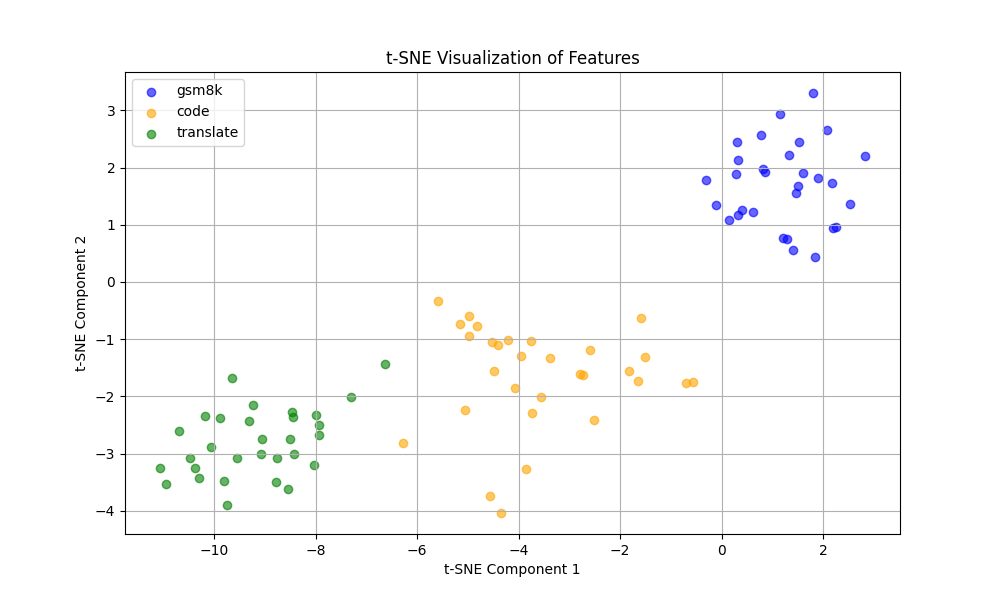 t-SNE Visualization of Features
gsm8k
code
translate
3
2
1
0
−1
−2
−3
−4
t-SNE Component 2
−10
−8
−6
−4
−2
0
2
t-SNE Component 1